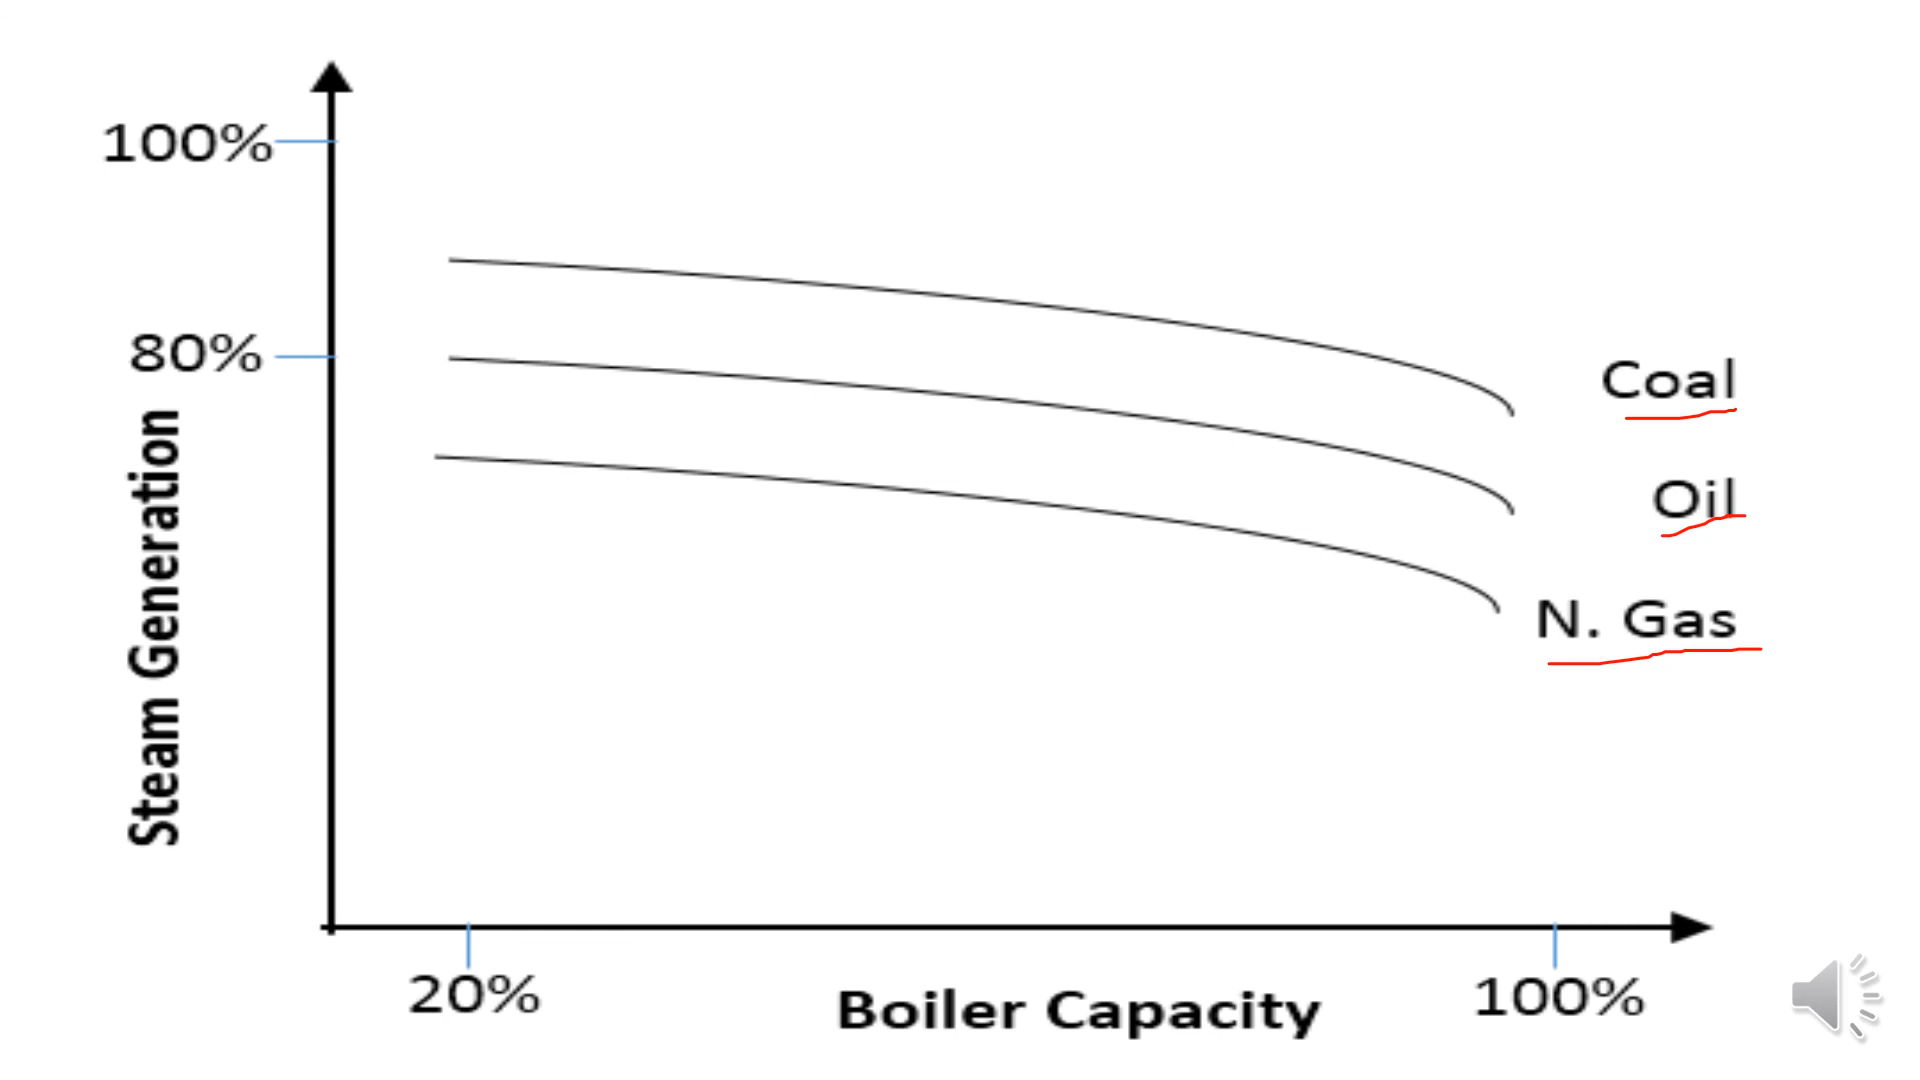 100%
80%
Steam Generation
Coal
Oil
N. Gas
20%
Boiler Capacity
100%